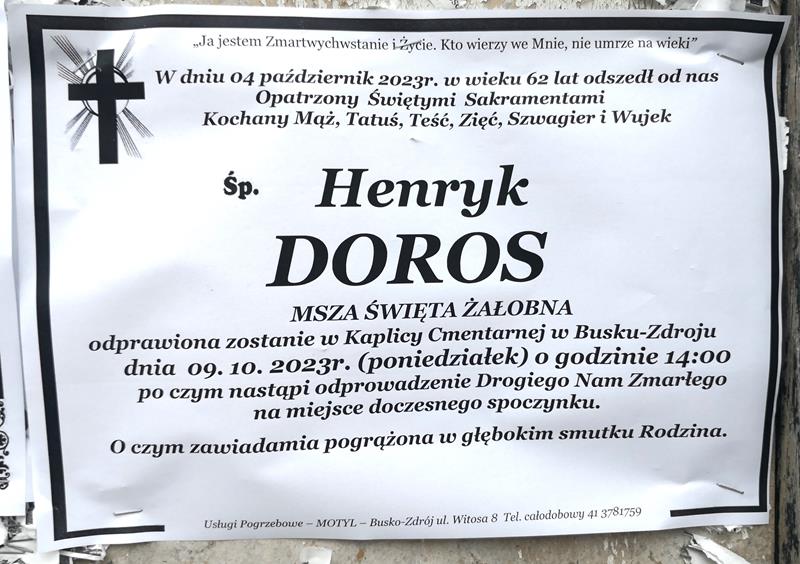 „Ja jestem Zmartwychwstanie i Życie. Kto wierzy we Mnie, nie umrze na wieki”
W dniu 04 październik 2023r. w wieku 62 lat odszedł od nas
Opatrzony Świętymi Sakramentami
Kochany Mąż, Tatuś, Teść, Zięć, Szwagier i Wujek
Śp. Henryk
DOROS
MSZA ŚWIĘTA ŻAŁOBNA
odprawiona zostanie w Kaplicy Cmentarnej w Busku-Zdroju
dnia 09. 10. 2023r. (poniedziałek) o godzinie 14:00
po czym nastąpi odprowadzenie Drogiego Nam Zmarłego
na miejsce doczesnego spoczynku.
O czym zawiadamia pogrążona w głębokim smutku Rodzina.
Usługi Pogrzebowe – MOTYL – Busko-Zdrój ul. Witosa 8 Tel. całodobowy 41 3781759